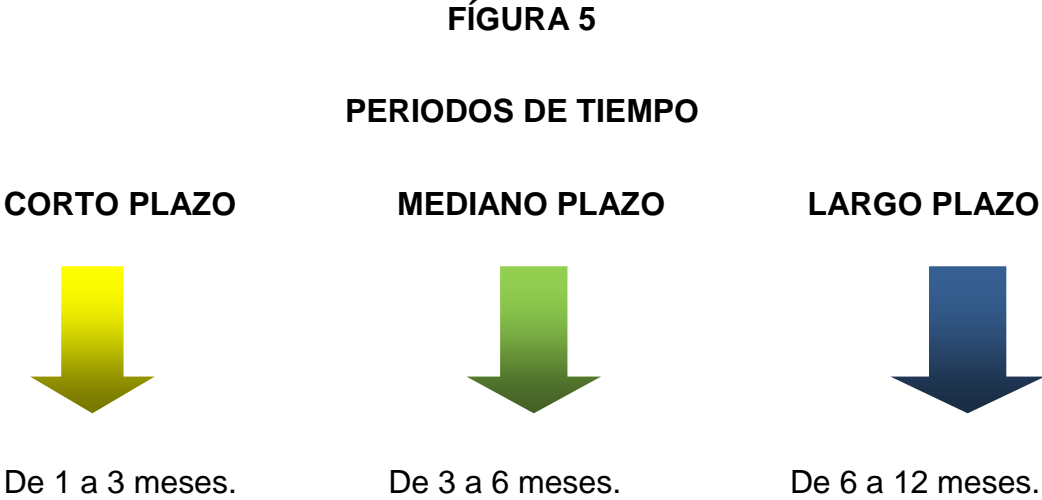 FÍGURA 5
PERIODOS DE TIEMPO
CORTO PLAZO MEDIANO PLAZO LARGO PLAZO
De 1 a 3 meses. De 3 a 6 meses. De 6 a 12 meses.